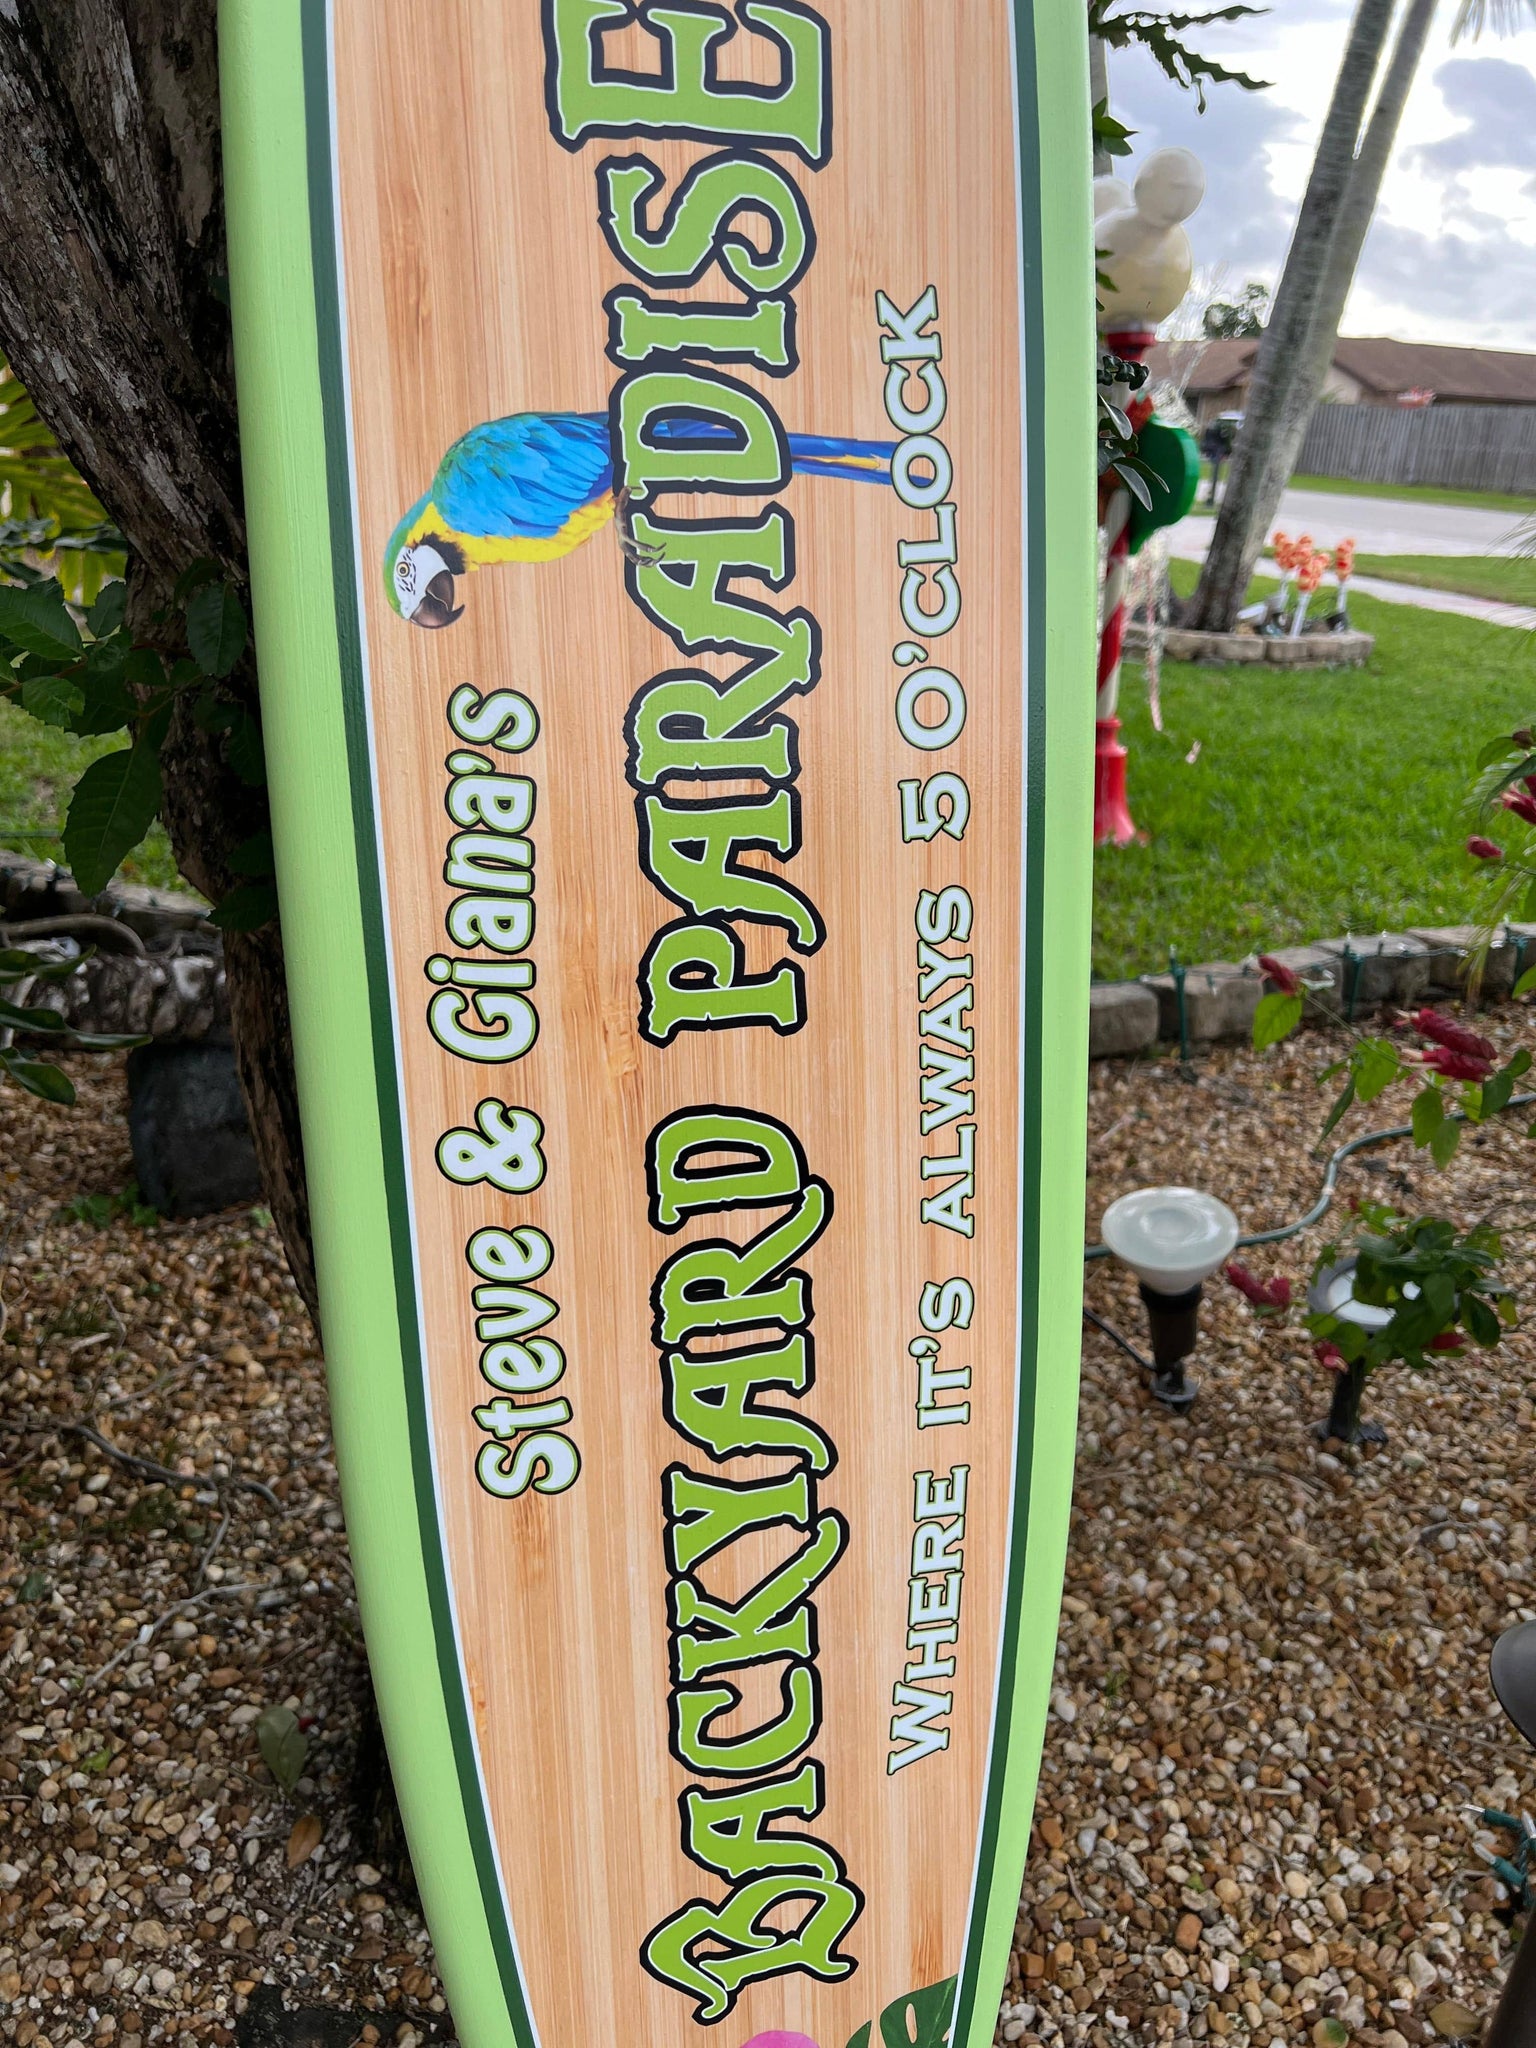 Steve & Giana's
BACKYARD PARADISE
WHERE IT'S ALWAYS 5 O'CLOCK